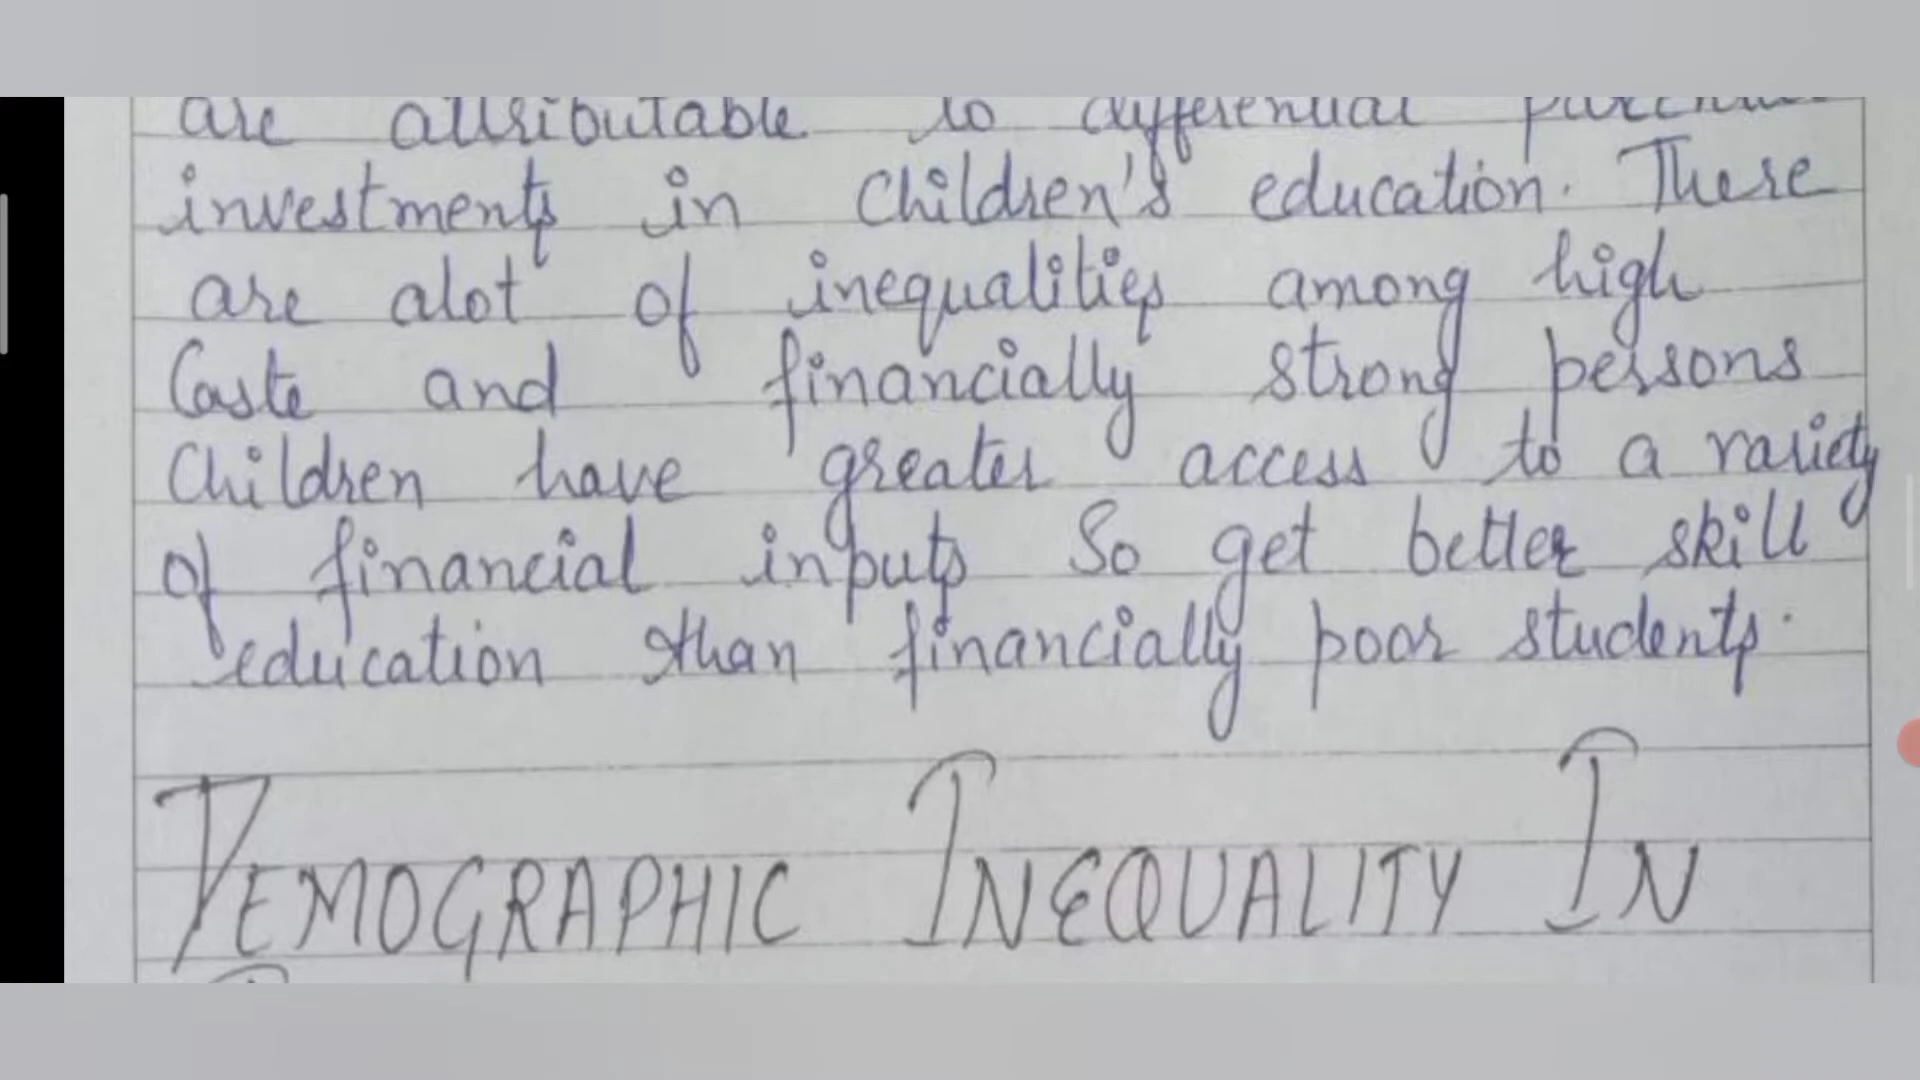 are attributable to differential parental
investments in Children's education. There
are alot of inequalities among high
Caste and financially strong persons
Children have greater access to a variety
of financial inputs So get better skill
education than financially poor students.
DEMOGRAPHIC INEQUALITY IN